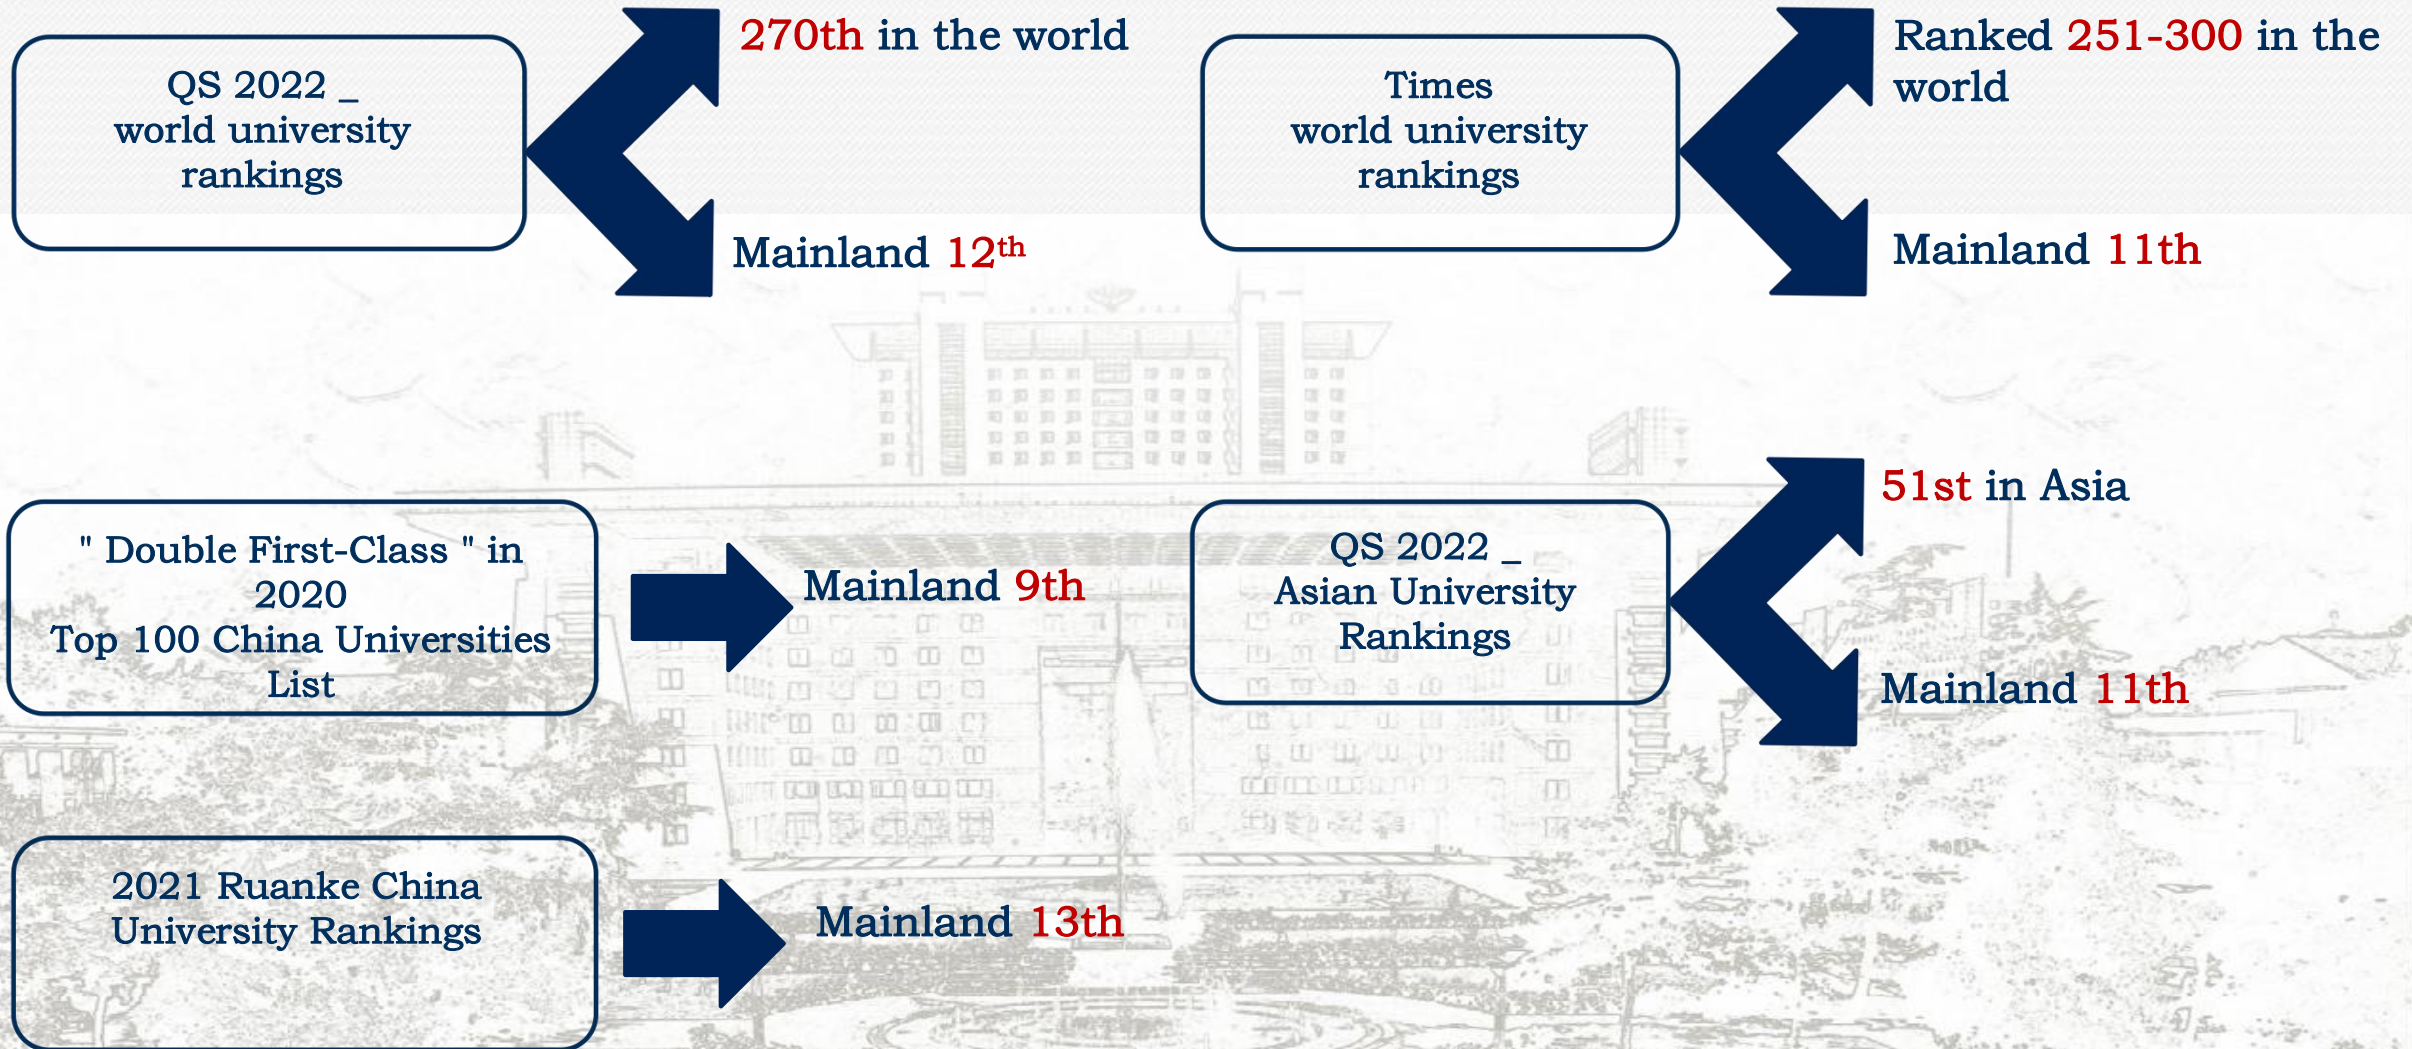 QS 2022 _
world university
rankings
270th in the world
Mainland 12th
Times
world university
rankings
Ranked 251-300 in the
world
Mainland 11th
" Double First-Class " in
2020
Top 100 China Universities
List
Mainland 9th
QS 2022 _
Asian University
Rankings
51st in Asia
Mainland 11th
2021 Ruanke China
University Rankings
Mainland 13th